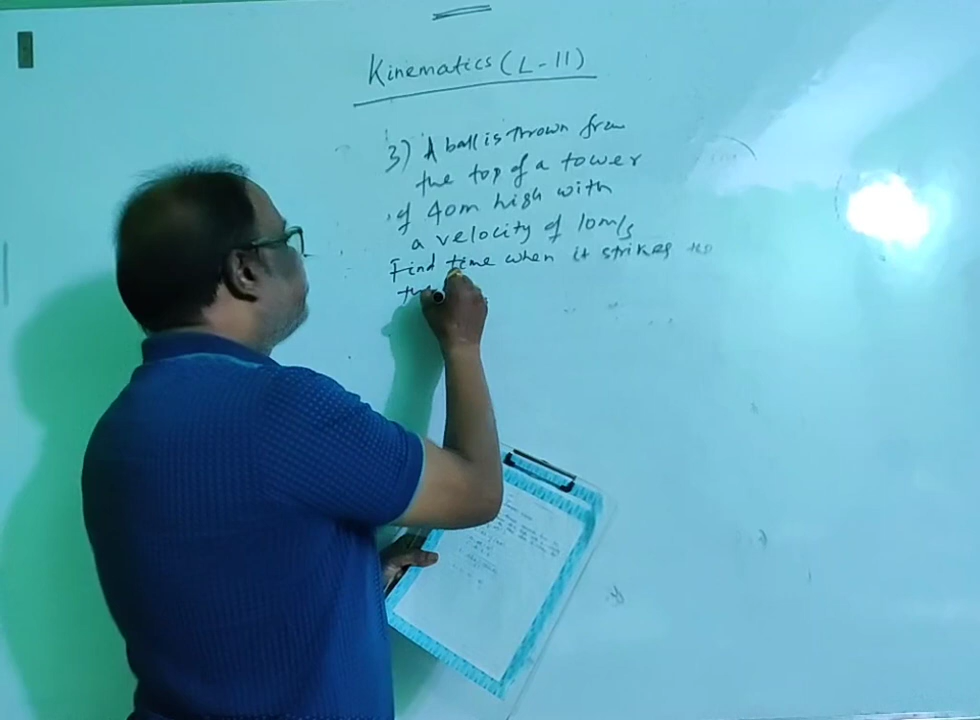 Kinematics (L-11)
3) A ball is thrown from
the top of a tower
of 40m high with
a velocity of 10m/s
Find time when it strikes